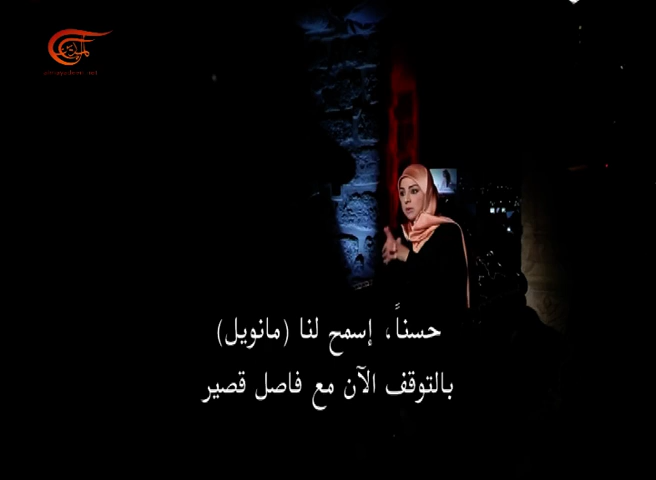 حسناً، إسمح لنا (مانويل)
بالتوقف الآن مع فاصل قصير